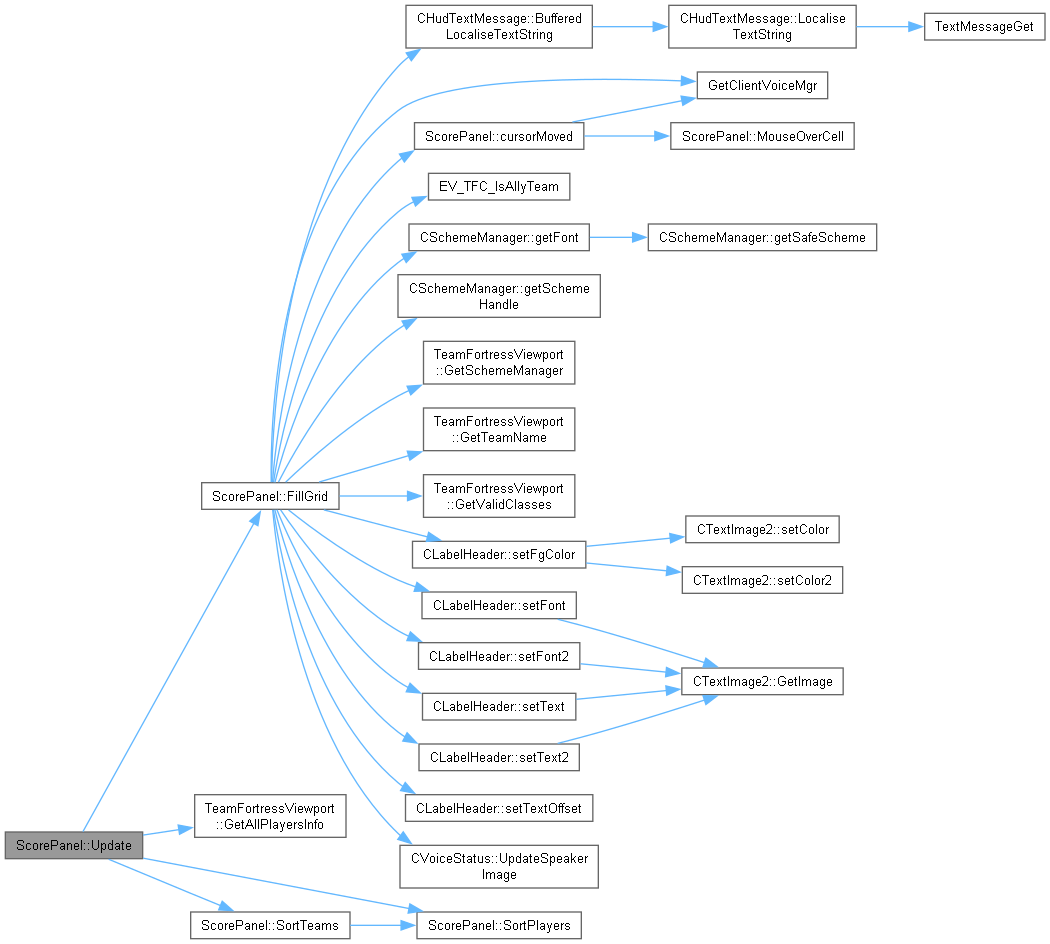 CHudTextMessage::Buffered
LocaliseTextString
CHudTextMessage::Localise
TextString
TextMessageGet
GetClientVoiceMgr
ScorePanel::cursorMoved
ScorePanel::MouseOverCell
EV_TFC_IsAllyTeam
CSchemeManager::getFont
CSchemeManager::getSafeScheme
CSchemeManager::getScheme
Handle
TeamFortressViewport
::GetSchemeManager
TeamFortressViewport
::GetTeamName
TeamFortressViewport
::GetValidClasses
ScorePanel::FillGrid
CLabelHeader::setFgColor
CTextImage2::setColor
CTextImage2::setColor2
CLabelHeader::setFont
CLabelHeader::setFont2
CTextImage2::GetImage
CLabelHeader::setText
CLabelHeader::setText2
CLabelHeader::setTextOffset
TeamFortressViewport
::GetAllPlayersInfo
ScorePanel::Update
CVoiceStatus::UpdateSpeaker
Image
ScorePanel::SortTeams
ScorePanel::SortPlayers